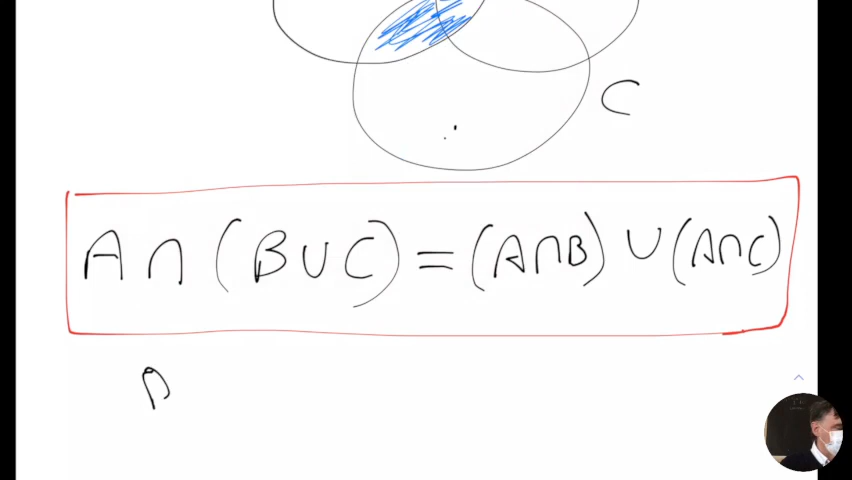 C
A ∩ (B ∪ C) = (A∩B) ∪ (A∩C)